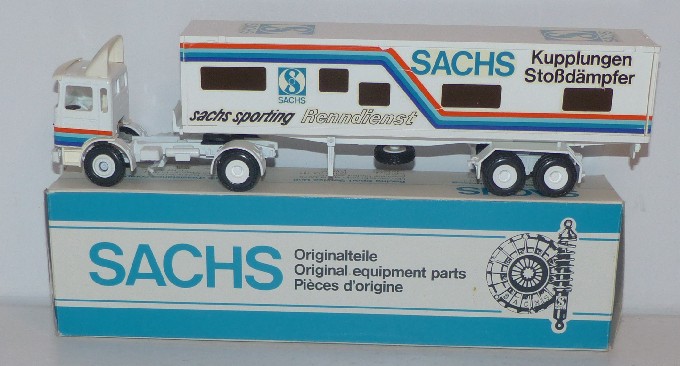 SACHS
SACHS Kupplungen
Stoßdämpfer
sachs sporting Renndienst
SACHS
Originalteile
Original equipment parts
Pièces d'origine